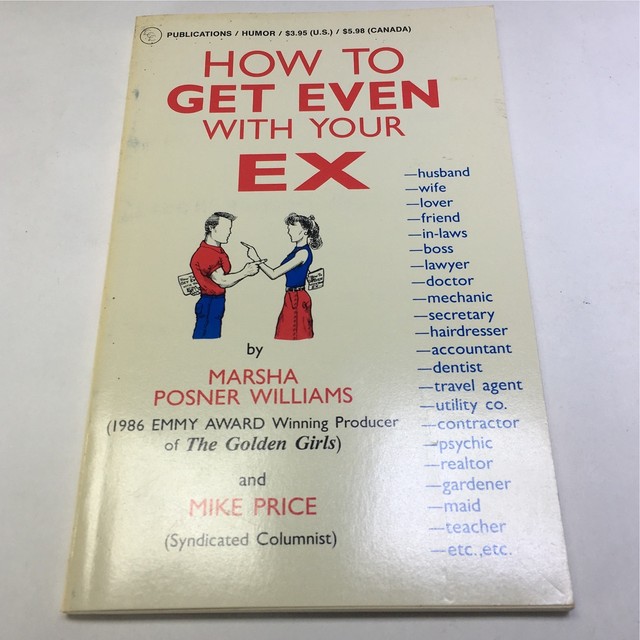 PUBLICATIONS / HUMOR / $3.95 (U.S.) / $5.98 (CANADA)
HOW TO
GET EVEN
WITH YOUR
EX
—husband
—wife
—lover
—friend
—in-laws
—boss
—lawyer
—doctor
—mechanic
—secretary
—hairdresser
—accountant
—dentist
—travel agent
—utility co.
—contractor
—psychic
—realtor
—gardener
—maid
—teacher
—etc.,etc.
by
MARSHA
POSNER WILLIAMS
(1986 EMMY AWARD Winning Producer
of The Golden Girls)
and
MIKE PRICE
(Syndicated Columnist)